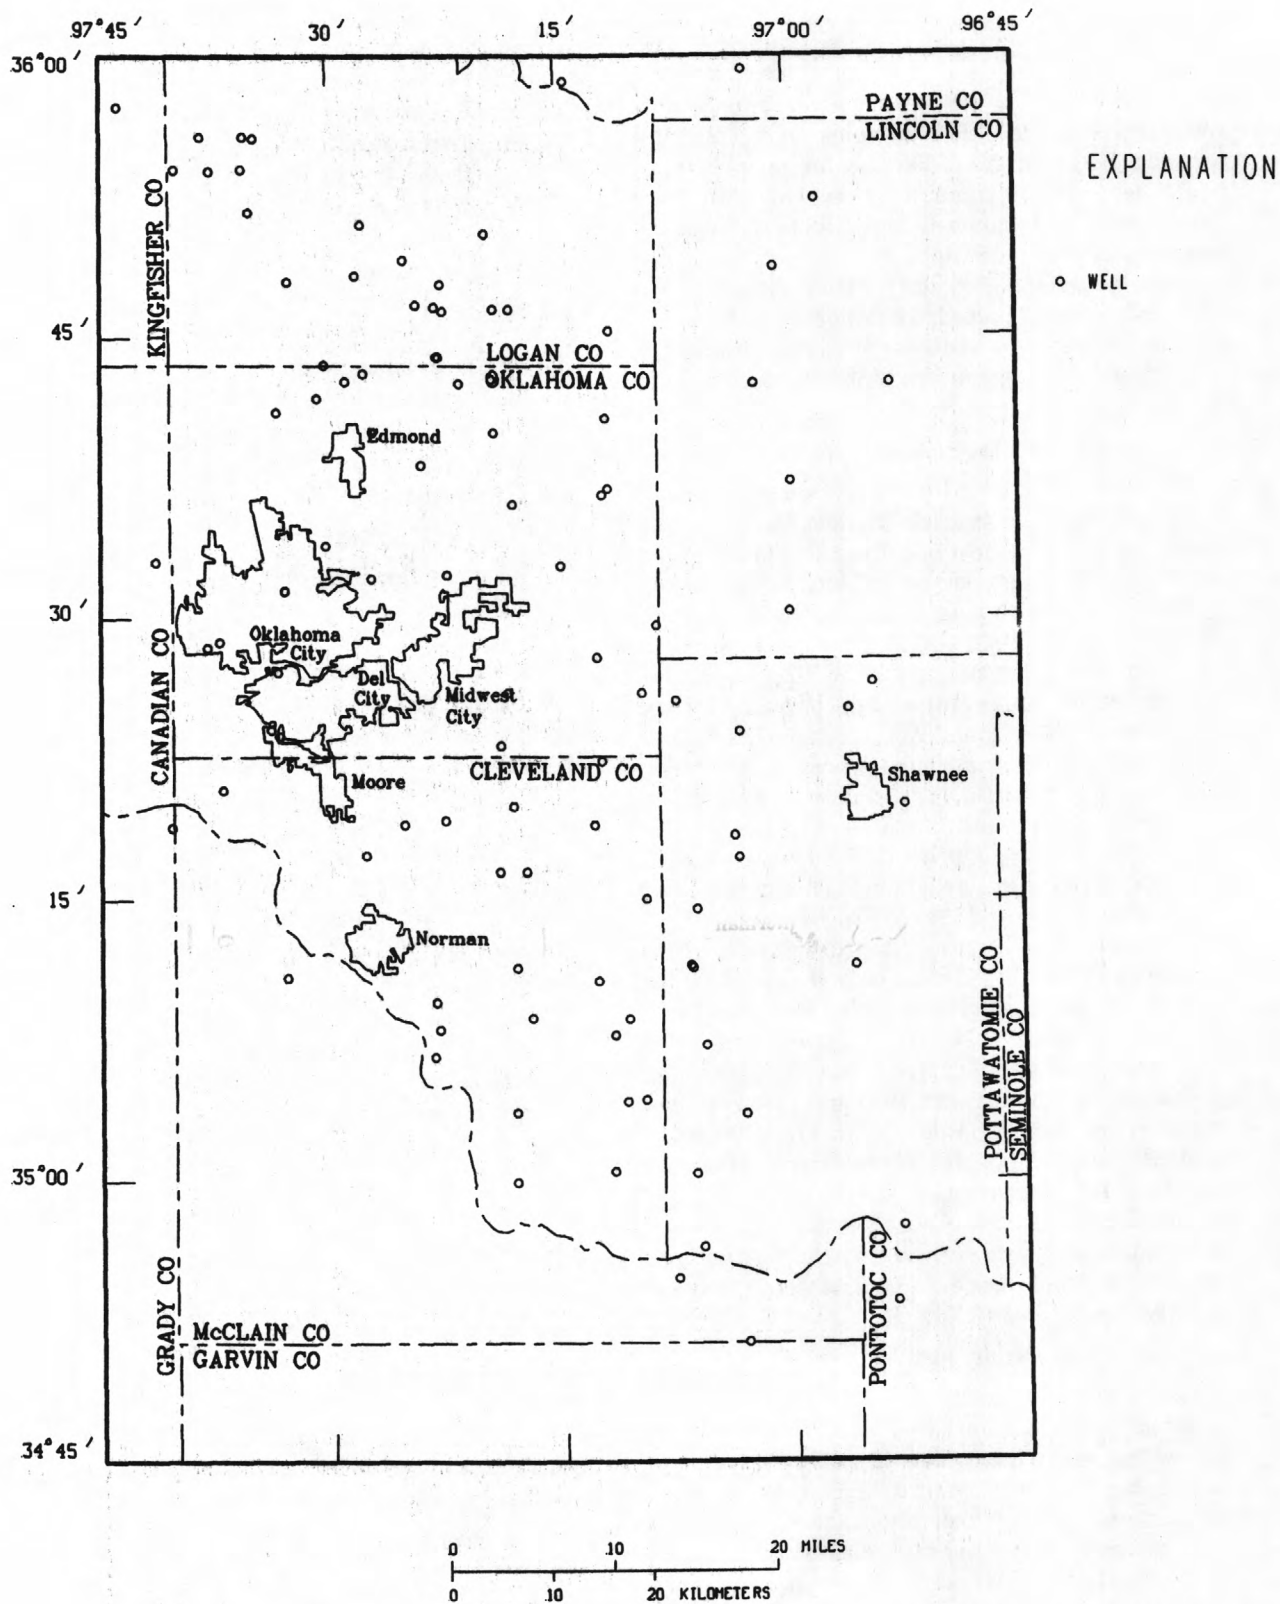 97°45′ 30′ 15′ 97°00′ 96°45′
36°00′
PAYNE CO
LINCOLN CO
EXPLANATION
KINGFISHER CO
WELL
45′
LOGAN CO
OKLAHOMA CO
Edmond
30′
CANADIAN CO
Oklahoma
City
Del
City
Midwest
City
CLEVELAND CO
Moore
Shawnee
15′
Norman
POTTAWATOMIE CO
SEMINOLE CO
35°00′
GRADY CO
McCLAIN CO
GARVIN CO
PONTOTOC CO
34°45′
0 10 20 MILES
0 10 20 KILOMETERS